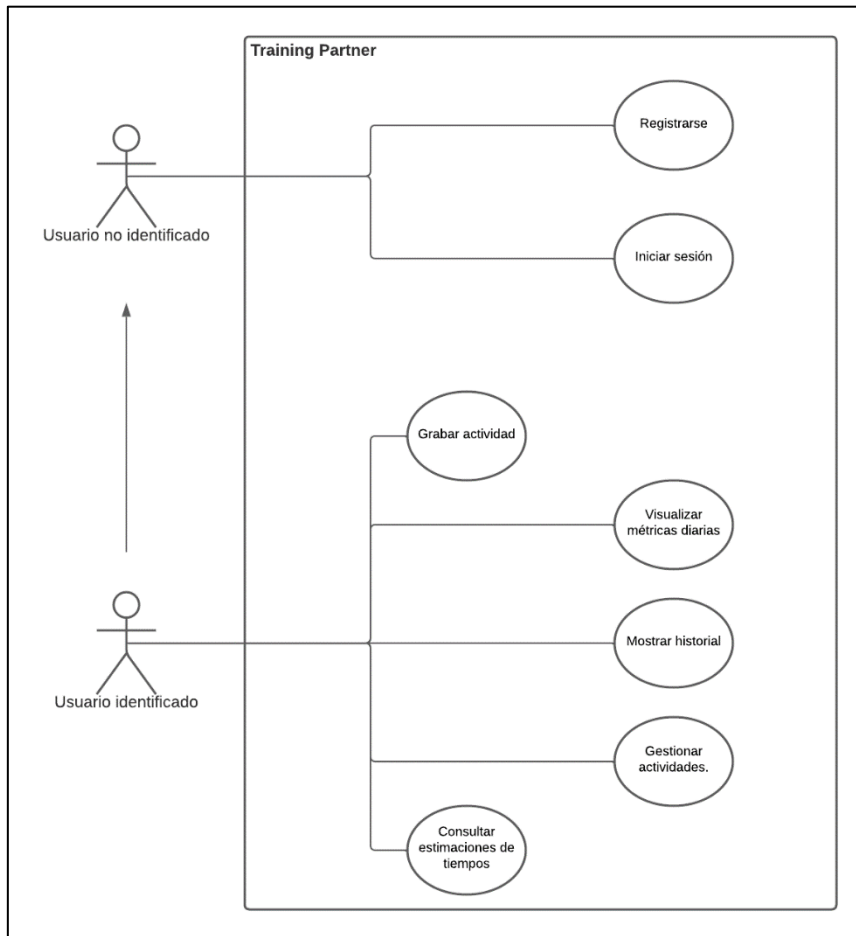 Training Partner
Registrarse
Usuario no identificado
Iniciar sesión
Grabar actividad
Visualizar
métricas diarias
Mostrar historial
Usuario identificado
Gestionar
actividades.
Consultar
estimaciones de
tiempos